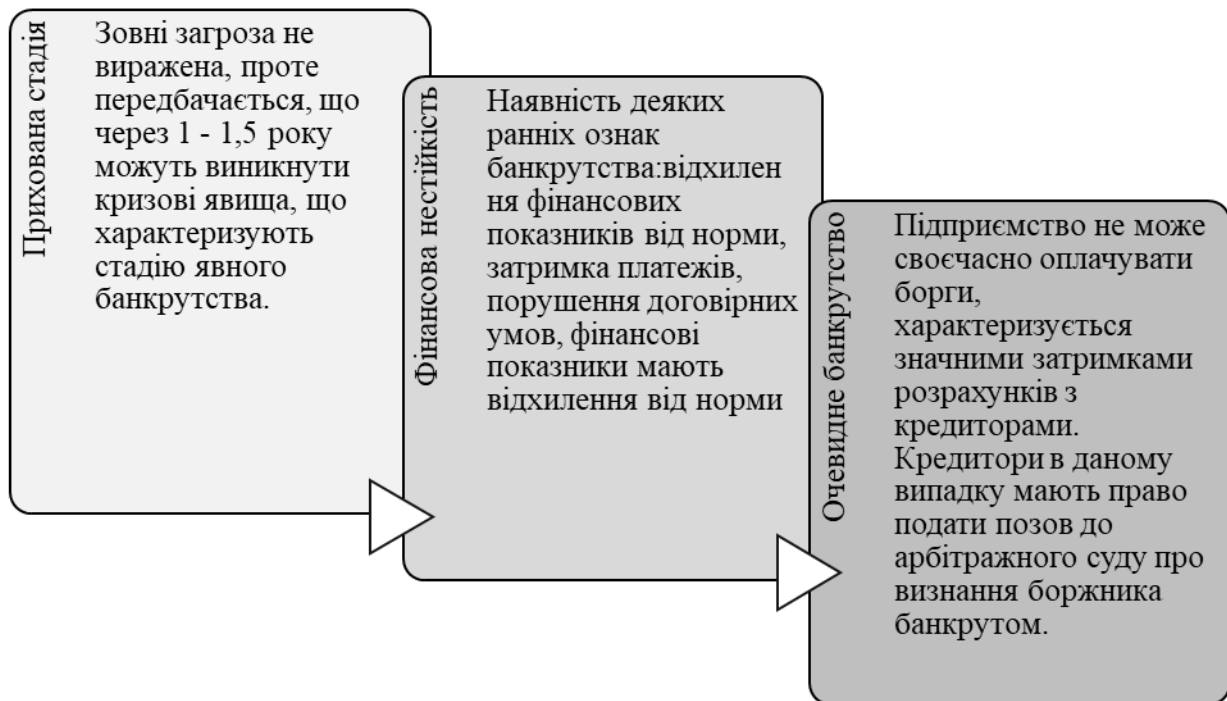 Прихована стадія
Зовні загроза не
виражена, проте
передбачається, що
через 1 - 1,5 року
можуть виникнути
кризові явища, що
характеризують
стадію явного
банкрутства.
Фінансова нестійкість
Наявність деяких
ранніх ознак
банкрутства:відхилен
ня фінансових
показників від норми,
затримка платежів,
порушення договірних
умов, фінансові
показники мають
відхилення від норми
Очевидне банкрутство
Підприємство не може
своєчасно оплачувати
борги,
характеризується
значними затримками
розрахунків з
кредиторами.
Кредитори в даному
випадку мають право
подати позов до
арбітражного суду про
визнання боржника
банкрутом.